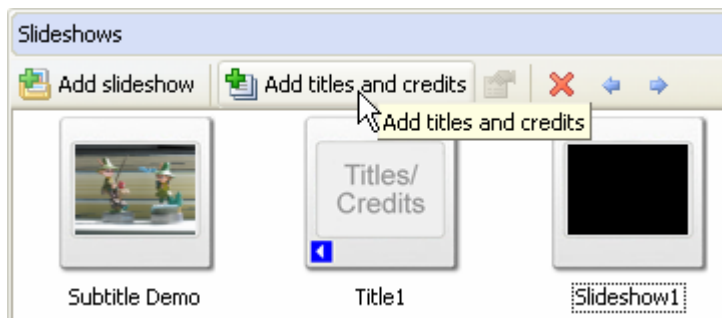 Slideshows
Add slideshow Add titles and credits
Add titles and credits
Titles/
Credits
Subtitle Demo Title1 Slideshow1